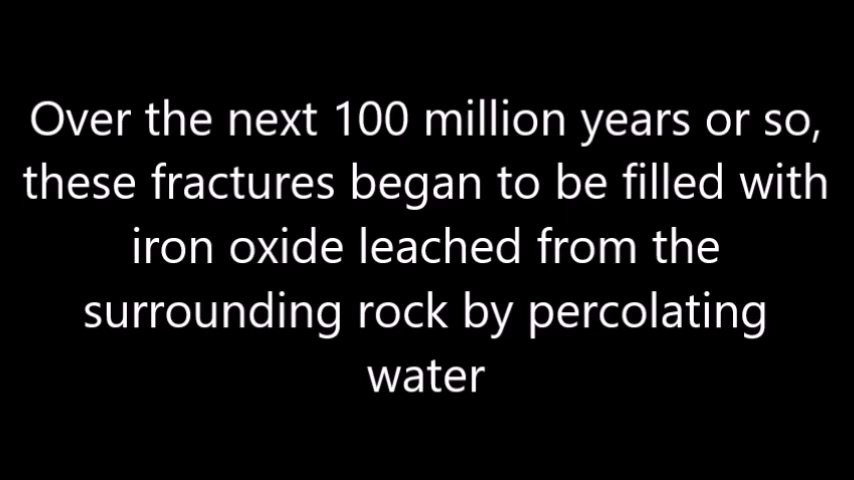 Over the next 100 million years or so,
these fractures began to be filled with
iron oxide leached from the
surrounding rock by percolating
water